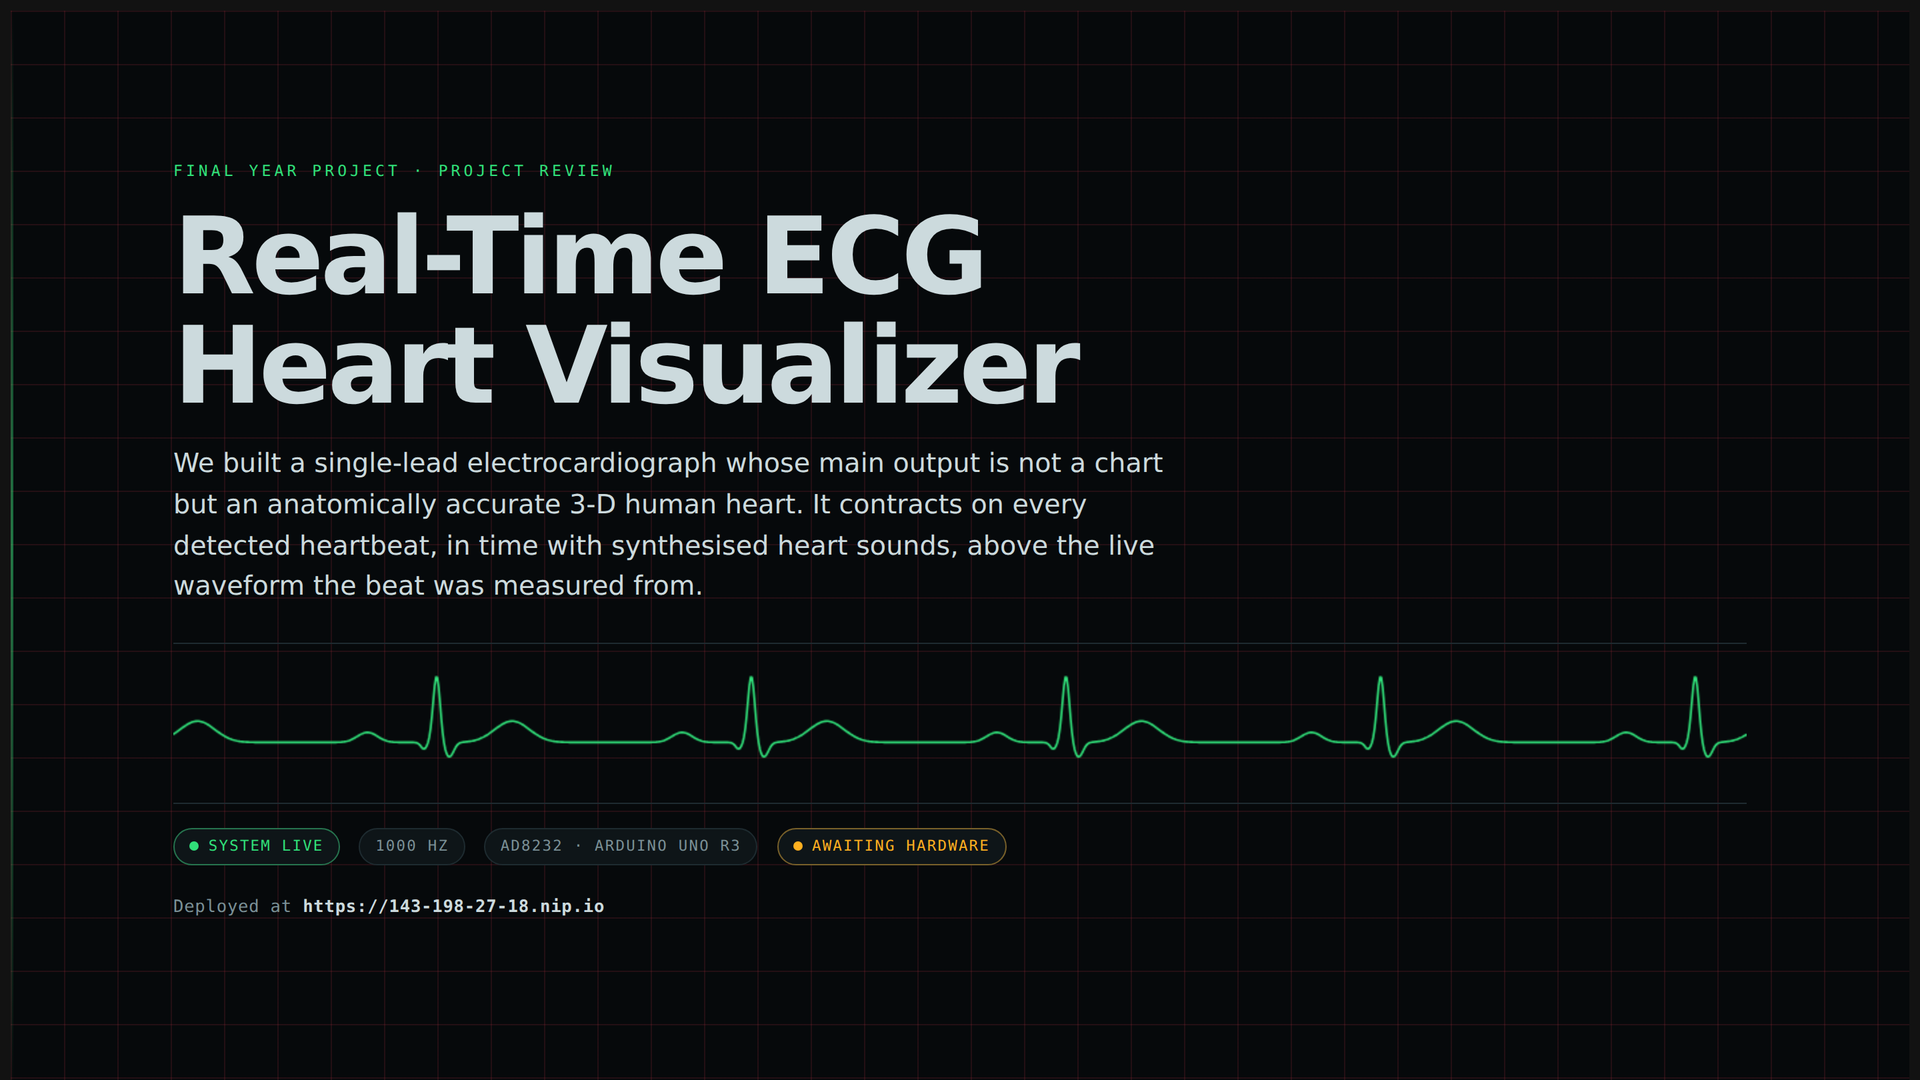 FINAL YEAR PROJECT · PROJECT REVIEW
Real-Time ECG
Heart Visualizer
We built a single-lead electrocardiograph whose main output is not a chart
but an anatomically accurate 3-D human heart. It contracts on every
detected heartbeat, in time with synthesised heart sounds, above the live
waveform the beat was measured from.
SYSTEM LIVE 1000 HZ AD8232 · ARDUINO UNO R3 AWAITING HARDWARE
Deployed at https://143-198-27-18.nip.io